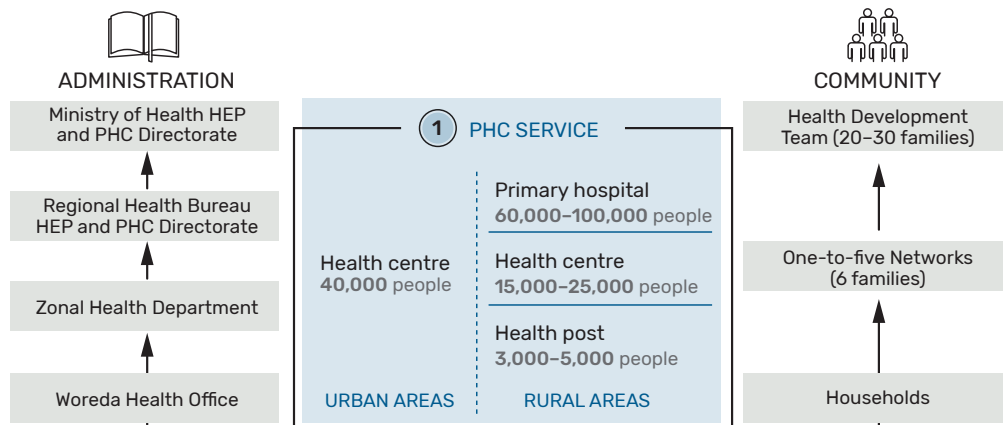 ADMINISTRATION
Ministry of Health HEP
and PHC Directorate
Regional Health Bureau
HEP and PHC Directorate
Zonal Health Department
Woreda Health Office
1 PHC SERVICE
Health centre
40,000 people
URBAN AREAS
Primary hospital
60,000–100,000 people
Health centre
15,000–25,000 people
Health post
3,000–5,000 people
RURAL AREAS
COMMUNITY
Health Development
Team (20–30 families)
One-to-five Networks
(6 families)
Households